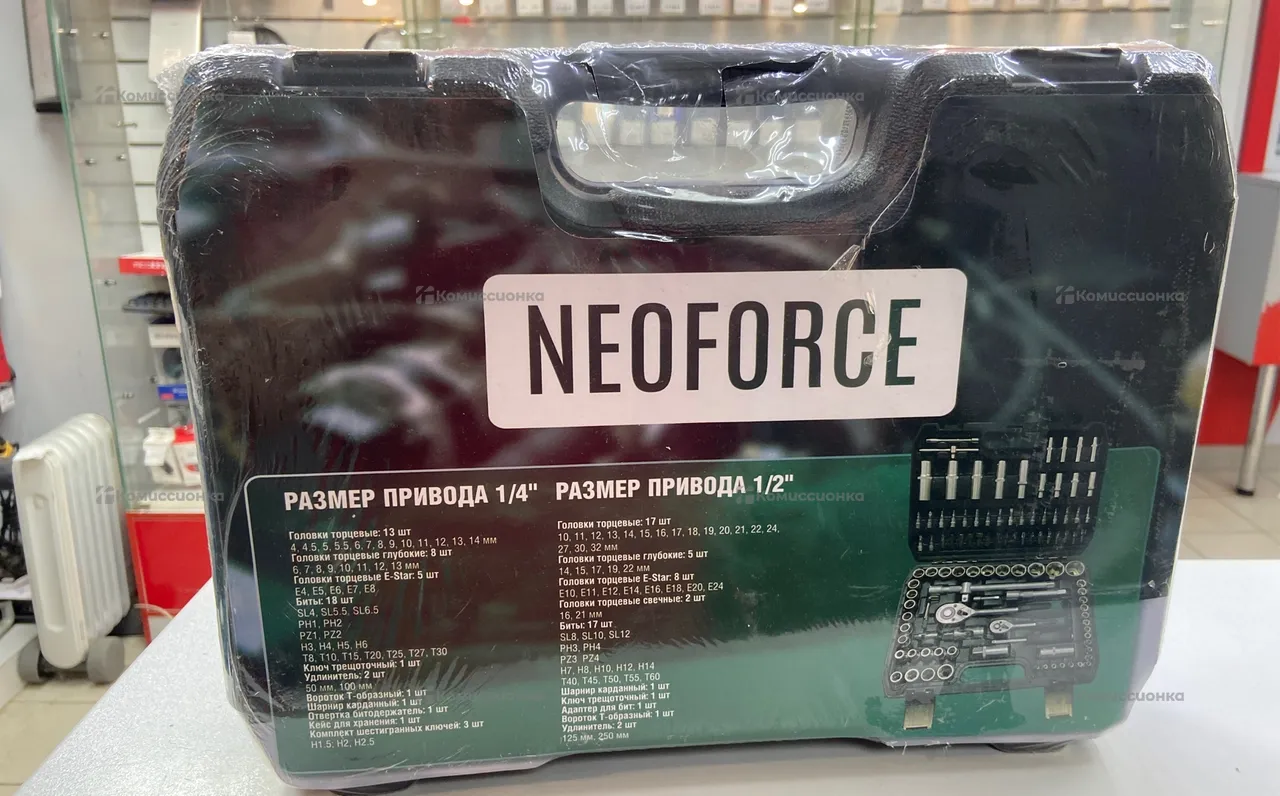 Комиссионка
Комиссионка
Комиссионка
Комиссионка
NEOFORCE
Комиссионка
Комиссионка
РАЗМЕР ПРИВОДА 1/4"
Головки торцевые: 13 шт
4, 4.5, 5, 5.5, 6, 7, 8, 9, 10, 11, 12, 13, 14 мм
Головки торцевые глубокие: 8 шт
6, 7, 8, 9, 10, 11, 12, 13 мм
Головки торцевые E-Star: 5 шт
E4, E5, E6, E7, E8
Биты: 18 шт
SL4, SL5.5, SL6.5
PH1, PH2
PZ1, PZ2
H3, H4, H5, H6
T8, T10, T15, T20, T25, T27, T30
Ключ трещоточный: 1 шт
Удлинитель: 2 шт
50 мм, 100 мм
Вороток Т-образный: 1 шт
Шарнир карданный: 1 шт
Отвертка битодержатель: 1 шт
Кейс для хранения: 1 шт
Комплект шестигранных ключей: 3 шт
H1.5, H2, H2.5
РАЗМЕР ПРИВОДА 1/2"
Головки торцевые: 17 шт
10, 11, 12, 13, 14, 15, 16, 17, 18, 19, 20, 21, 22, 24,
27, 30, 32 мм
Головки торцевые глубокие: 5 шт
14, 15, 17, 19, 22 мм
Головки торцевые E-Star: 8 шт
E10, E11, E12, E14, E16, E18, E20, E24
Головки торцевые свечные: 2 шт
16, 21 мм
Биты: 17 шт
SL8, SL10, SL12
PH3, PH4
PZ3, PZ4
H7, H8, H10, H12, H14
T40, T45, T50, T55, T60
Шарнир карданный: 1 шт
Ключ трещоточный: 1 шт
Адаптер для бит: 1 шт
Вороток Т-образный: 1 шт
Удлинитель: 2 шт
125 мм, 250 мм